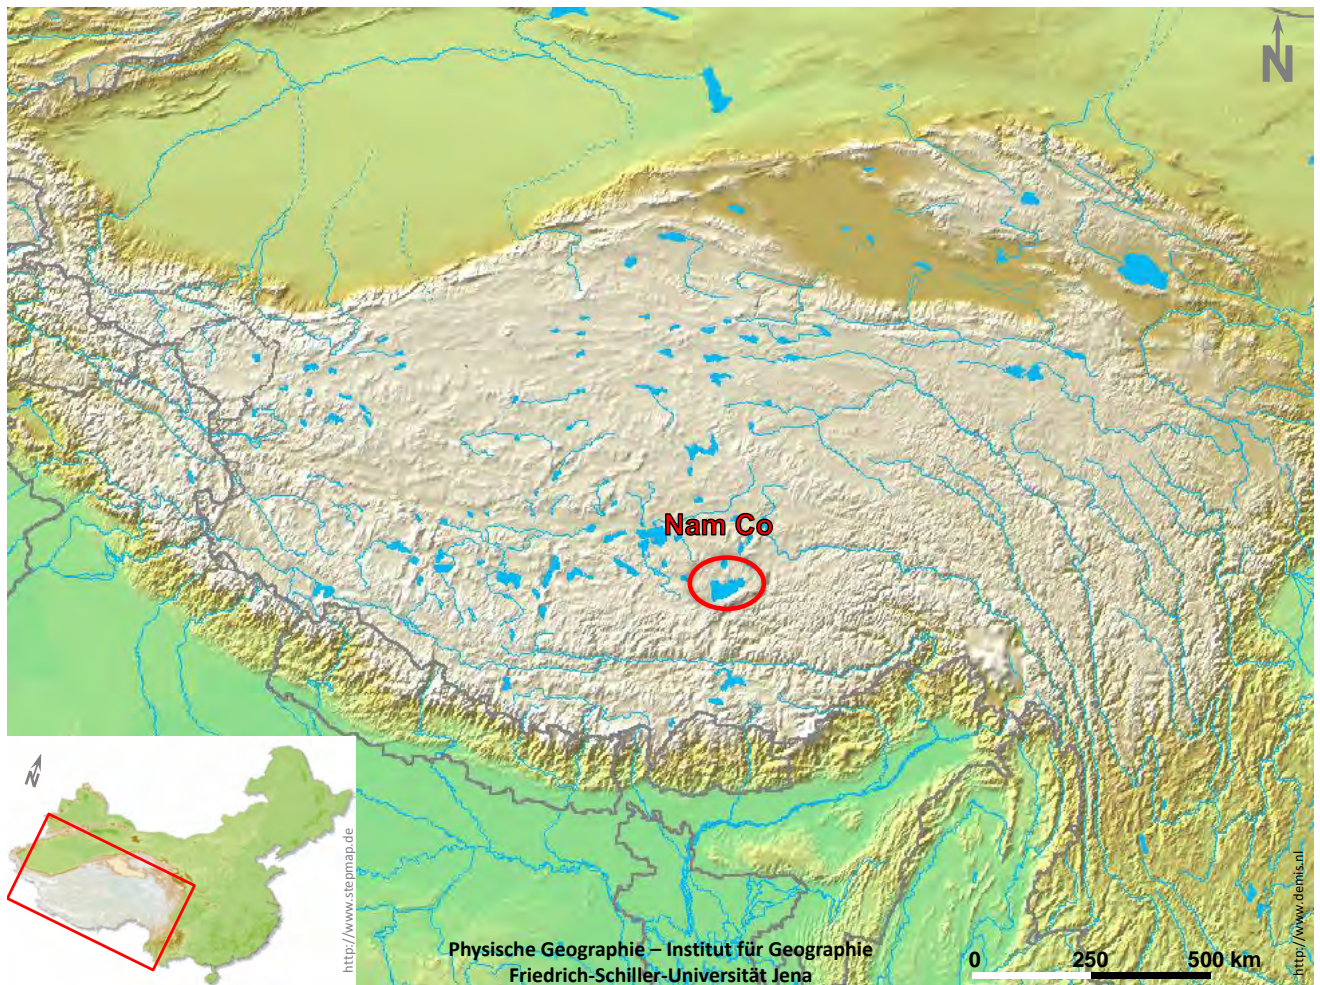 N
Nam Co
N
http://www.stepmap.de
Physische Geographie – Institut für Geographie
Friedrich-Schiller-Universität Jena
0 250 500 km
http://www.demis.nl